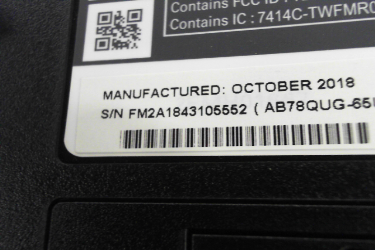 Contains FCC ID
Contains IC : 7414C-TWFMR0
MANUFACTURED: OCTOBER 2018
S/N FM2A1843105552 ( AB78QUG-65